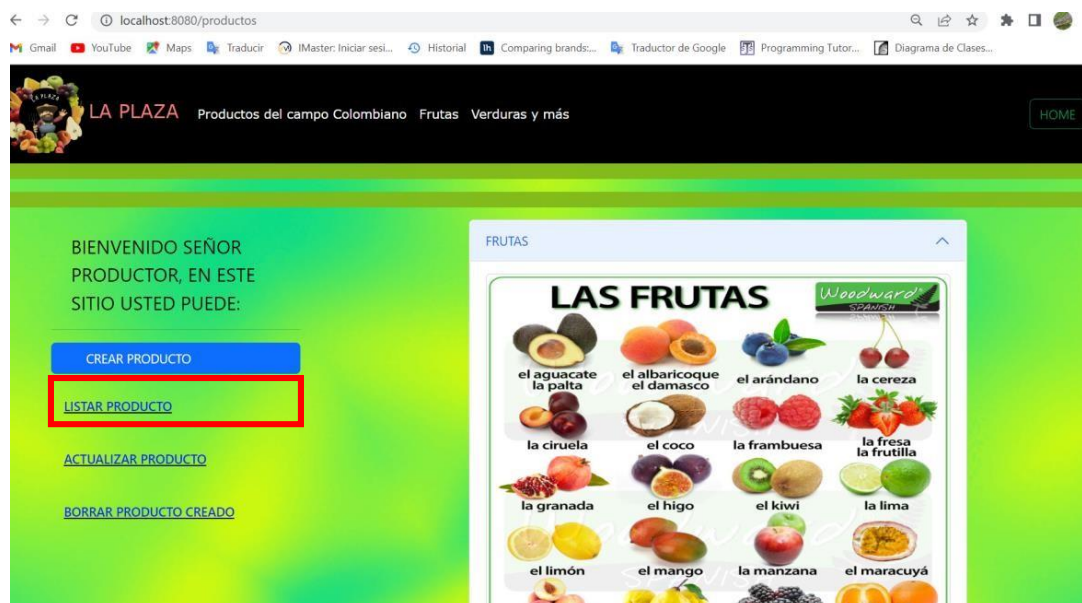 localhost:8080/productos
Gmail YouTube Maps Traducir IMaster: Iniciar sesi... Historial Comparing brands:... Traductor de Google Programming Tutor... Diagrama de Clases...
LA PLAZA
LA PLAZA Productos del campo Colombiano Frutas Verduras y más HOME
BIENVENIDO SEÑOR
PRODUCTOR, EN ESTE
SITIO USTED PUEDE:
CREAR PRODUCTO
LISTAR PRODUCTO
ACTUALIZAR PRODUCTO
BORRAR PRODUCTO CREADO
FRUTAS
LAS FRUTAS
Woodward®
SPANISH
el aguacate
la palta
el albaricoque
el damasco
el arándano
la cereza
la ciruela
el coco
la frambuesa
la fresa
la frutilla
la granada
el higo
el kiwi
la lima
el limón
el mango
la manzana
el maracuyá